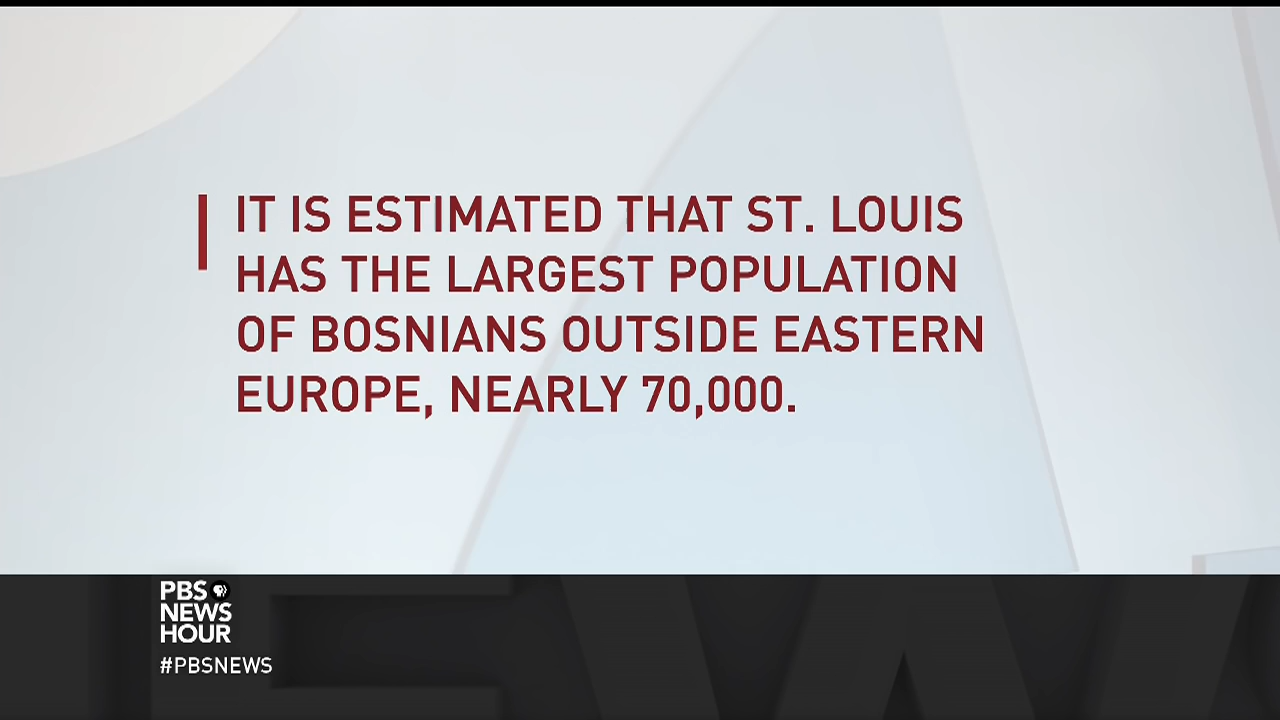 IT IS ESTIMATED THAT ST. LOUIS
HAS THE LARGEST POPULATION
OF BOSNIANS OUTSIDE EASTERN
EUROPE, NEARLY 70,000.
PBS
NEWS
HOUR
#PBSNEWS